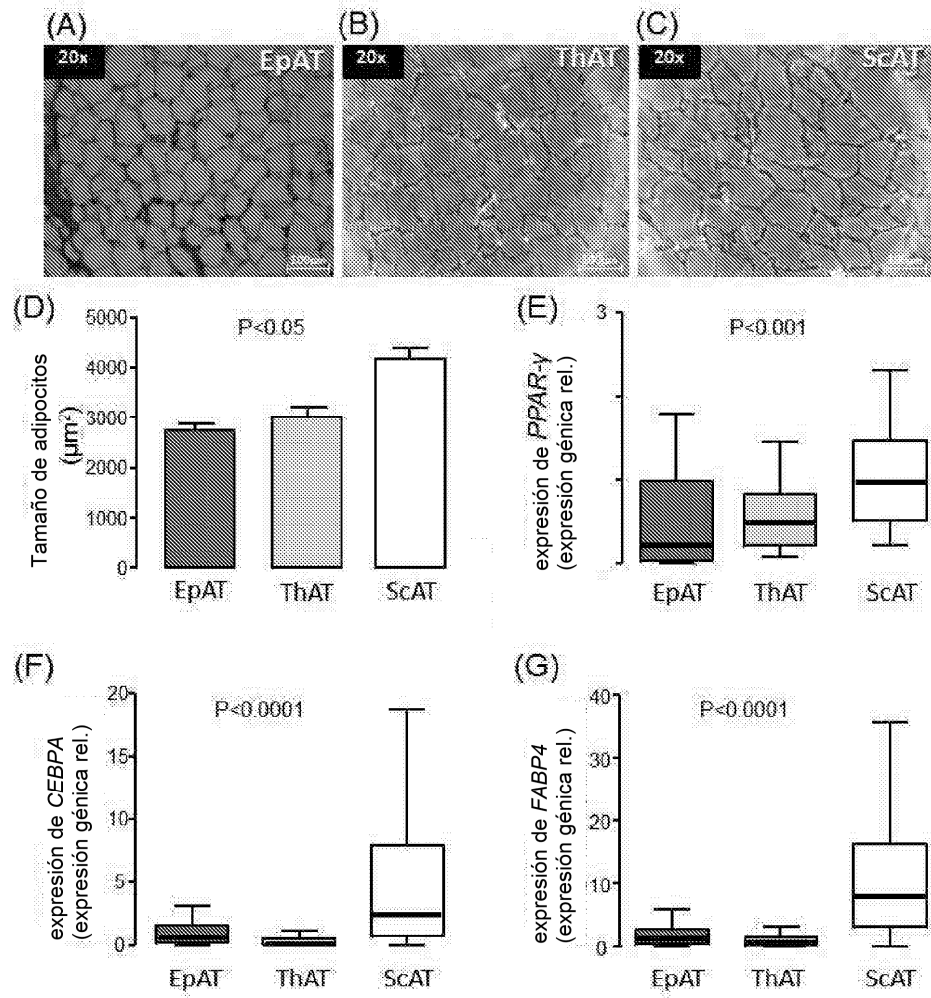 (A) (B) (C)
20x EpAT 20x ThAT 20x ScAT
100µm
(D) (E)
5000
4000
3000
2000
1000
0
Tamaño de adipocitos
(µm²)
P<0.05
EpAT ThAT ScAT
3
expresión de PPAR-γ
(expresión génica rel.)
P<0.001
EpAT ThAT ScAT
(F) (G)
20
15
10
5
0
expresión de CEBPA
(expresión génica rel.)
P<0.0001
EpAT ThAT ScAT
40
30
20
10
0
expresión de FABP4
(expresión génica rel.)
P<0.0001
EpAT ThAT ScAT